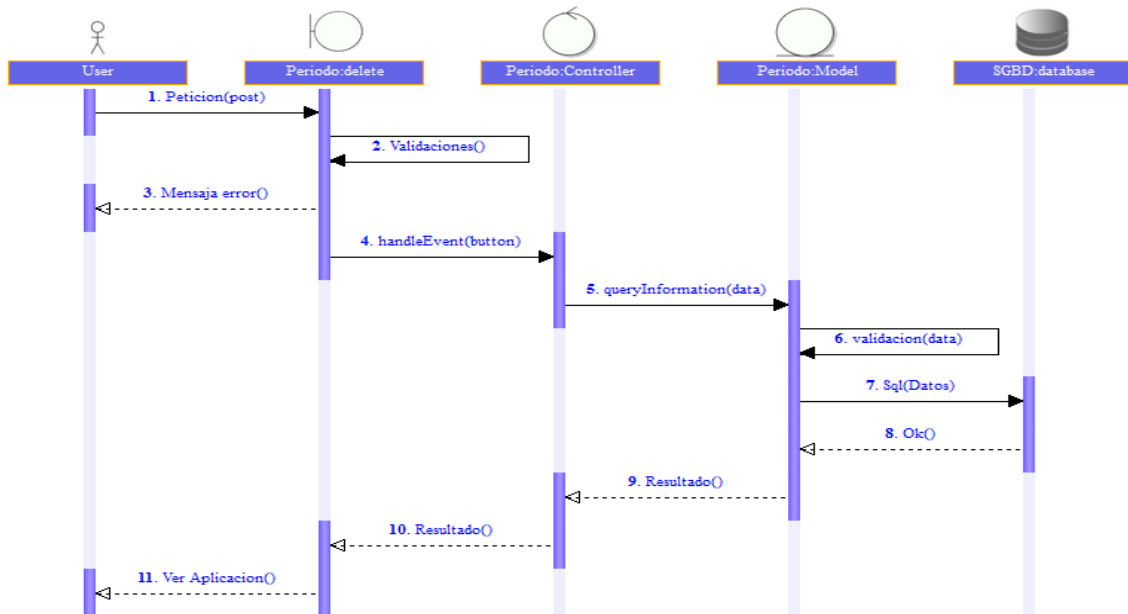 User
Periodo:delete
Periodo:Controller
Periodo:Model
SGBD:database
1. Peticion(post)
2. Validaciones()
3. Mensaja error()
4. handleEvent(button)
5. queryInformation(data)
6. validacion(data)
7. Sql(Datos)
8. Ok()
9. Resultado()
10. Resultado()
11. Ver Aplicacion()